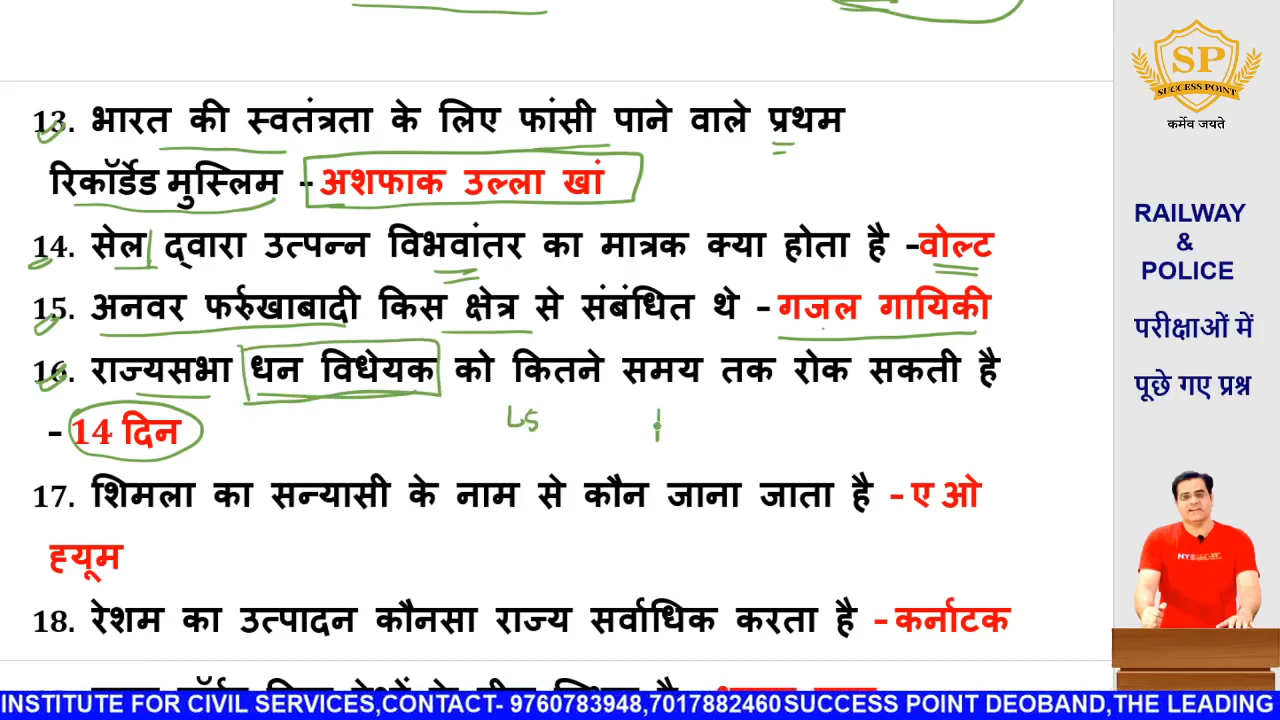 13. भारत की स्वतंत्रता के लिए फांसी पाने वाले प्रथम
रिकॉर्डेड मुस्लिम - अशफाक उल्ला खां
14. सेल द्वारा उत्पन्न विभवांतर का मात्रक क्या होता है -वोल्ट
15. अनवर फर्रुखाबादी किस क्षेत्र से संबंधित थे - गजल गायिकी
16. राज्यसभा धन विधेयक को कितने समय तक रोक सकती है
- 14 दिन
LS
17. शिमला का सन्यासी के नाम से कौन जाना जाता है - ए ओ
ह्यूम
18. रेशम का उत्पादन कौनसा राज्य सर्वाधिक करता है - कर्नाटक
SP
SUCCESS POINT
कर्मेव जयते
RAILWAY
&
POLICE
परीक्षाओं में
पूछे गए प्रश्न
INSTITUTE FOR CIVIL SERVICES,CONTACT- 9760783948,7017882460 SUCCESS POINT DEOBAND,THE LEADING